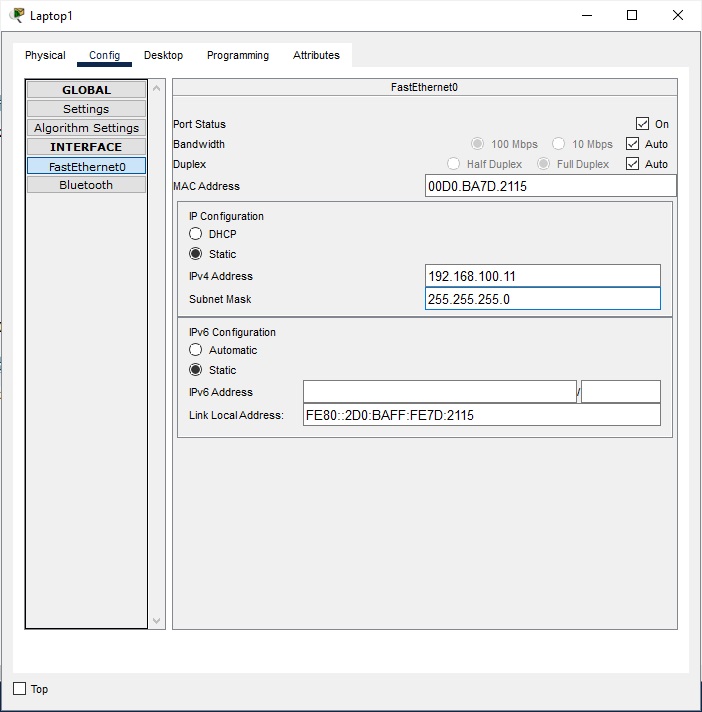 Laptop1
Physical Config Desktop Programming Attributes
GLOBAL
Settings
Algorithm Settings
INTERFACE
FastEthernet0
Bluetooth
FastEthernet0
Port Status On
Bandwidth 100 Mbps 10 Mbps Auto
Duplex Half Duplex Full Duplex Auto
MAC Address 00D0.BA7D.2115
IP Configuration
DHCP
Static
IPv4 Address 192.168.100.11
Subnet Mask 255.255.255.0
IPv6 Configuration
Automatic
Static
IPv6 Address /
Link Local Address: FE80::2D0:BAFF:FE7D:2115
Top